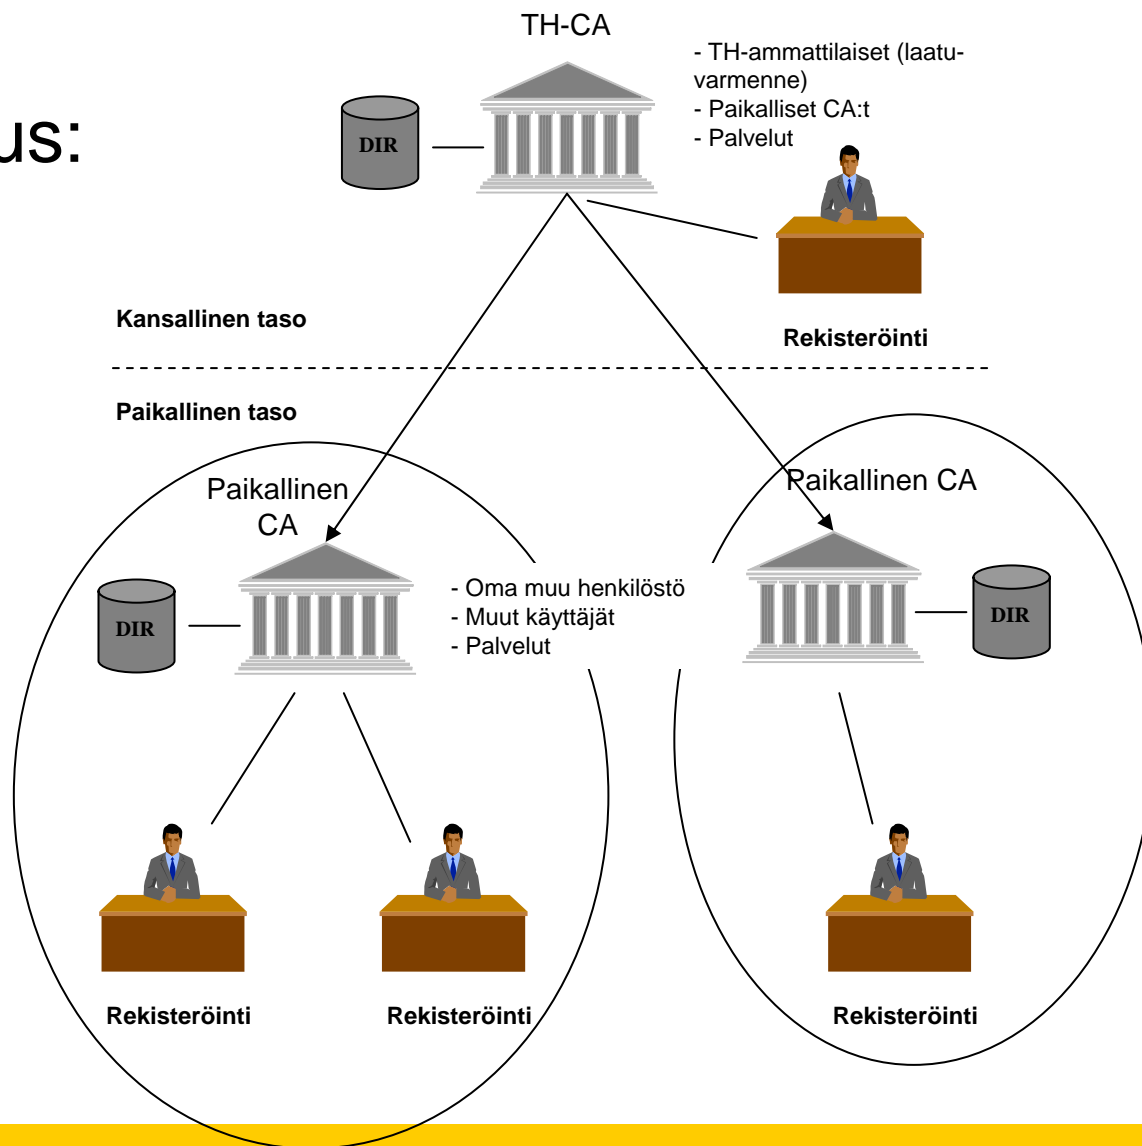 TH-CA
- TH-ammattilaiset (laatu-
varmenne)
- Paikalliset CA:t
- Palvelut
us:
DIR
Kansallinen taso
Rekisteröinti
Paikallinen taso
Paikallinen
CA
Paikallinen CA
- Oma muu henkilöstö
- Muut käyttäjät
- Palvelut
DIR
DIR
Rekisteröinti
Rekisteröinti
Rekisteröinti